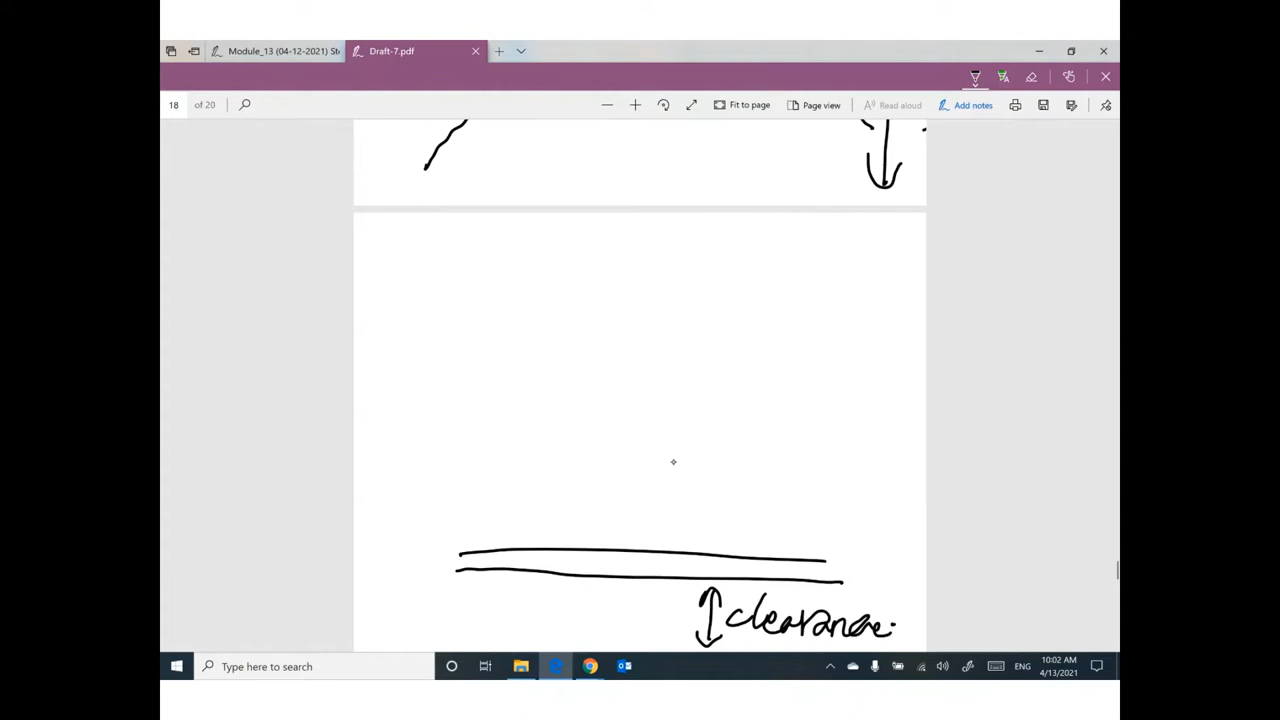 Module_13 (04-12-2021) Ste
Draft-7.pdf
18 of 20
Fit to page
Page view
Read aloud
Add notes
clearance.
Type here to search
ENG
10:02 AM
4/13/2021